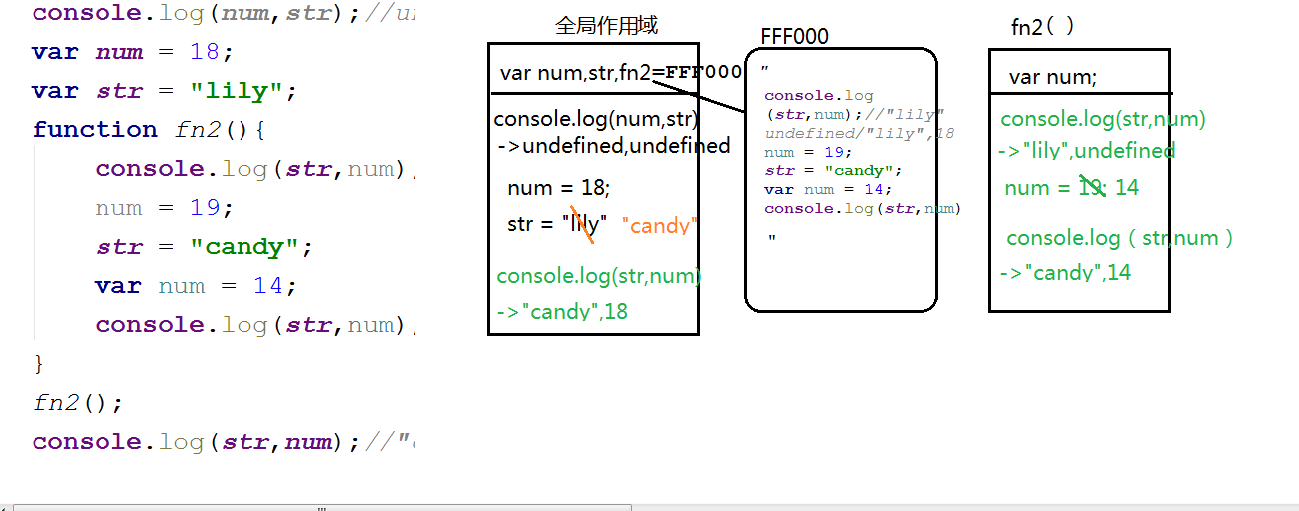 console.log(num,str);//u
var num = 18;
var str = "lily";
function fn2(){
console.log(str,num)
num = 19;
str = "candy";
var num = 14;
console.log(str,num)
}
fn2();
console.log(str,num);//"
全局作用域
var num,str,fn2=FFF000
console.log(num,str)
->undefined,undefined
num = 18;
str = "lily" "candy"
console.log(str,num)
->"candy",18
FFF000
"
console.log
(str,num);//"lily"
undefined/"lily",18
num = 19;
str = "candy";
var num = 14;
console.log(str,num)
"
fn2( )
var num;
console.log(str,num)
->"lily",undefined
num = 19; 14
console.log ( str,num )
->"candy",14